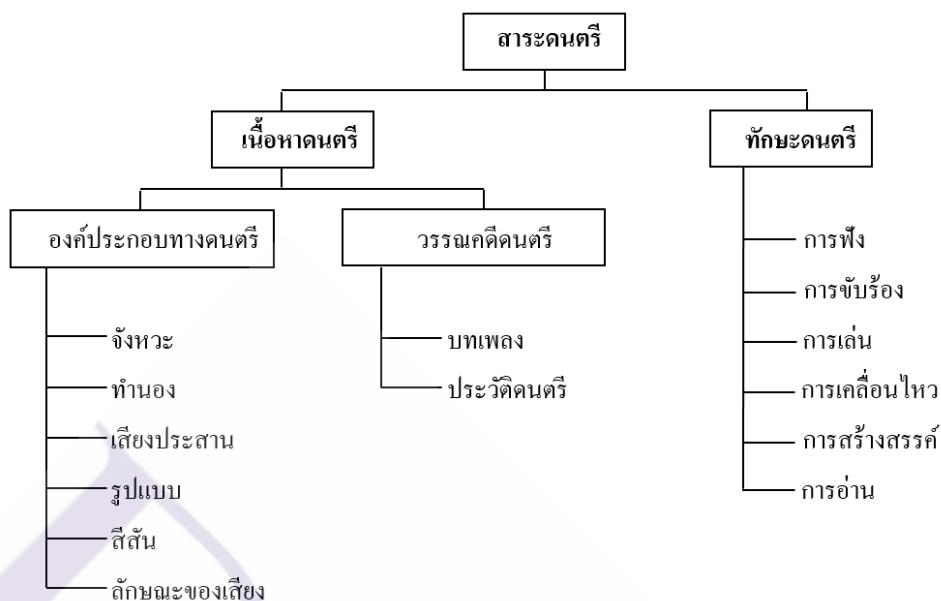 สาระดนตรี
เนื้อหาดนตรี
ทักษะดนตรี
องค์ประกอบทางดนตรี
วรรณคดีดนตรี
จังหวะ
ทำนอง
เสียงประสาน
รูปแบบ
สีสัน
ลักษณะของเสียง
บทเพลง
ประวัติดนตรี
การฟัง
การขับร้อง
การเล่น
การเคลื่อนไหว
การสร้างสรรค์
การอ่าน